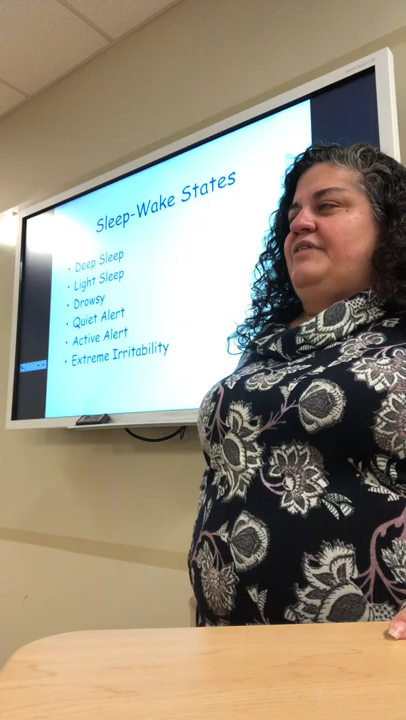 Sleep-Wake States
• Deep Sleep
• Light Sleep
• Drowsy
• Quiet Alert
• Active Alert
• Extreme Irritability